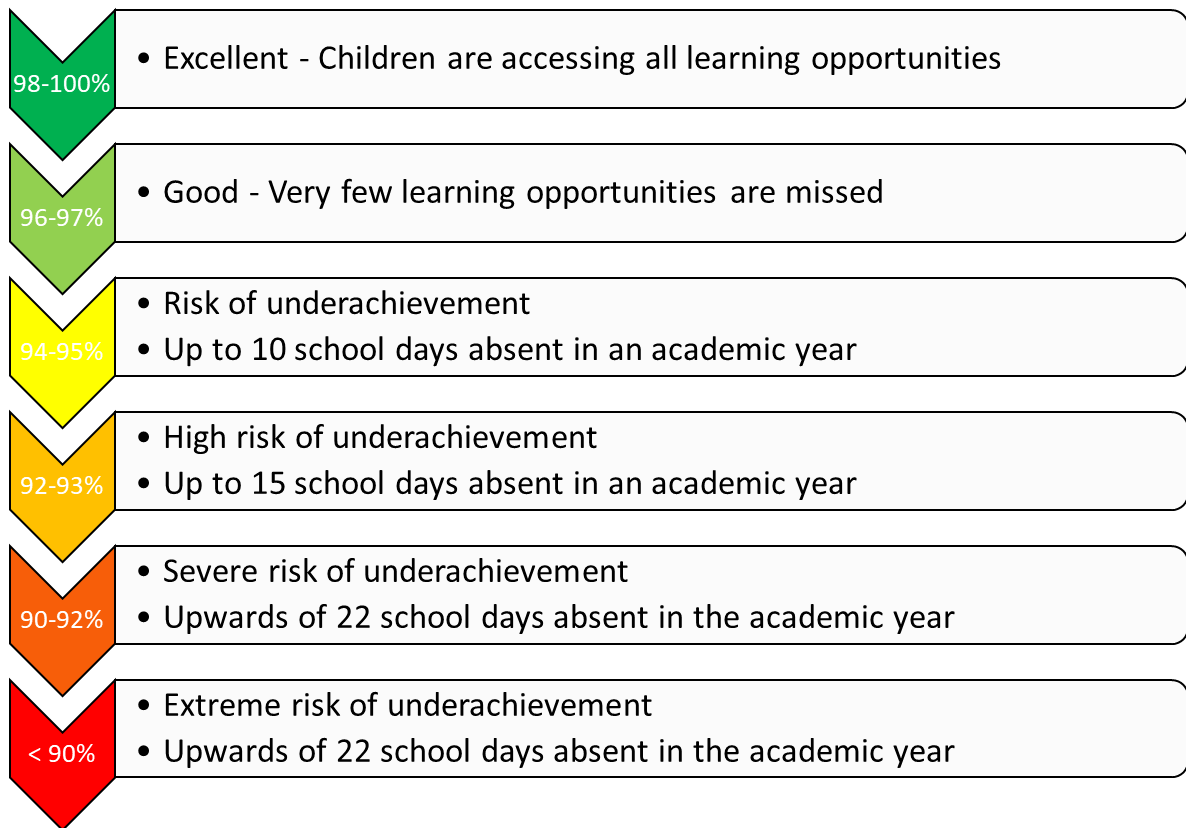 98-100%
• Excellent - Children are accessing all learning opportunities
96-97%
• Good - Very few learning opportunities are missed
94-95%
• Risk of underachievement
• Up to 10 school days absent in an academic year
92-93%
• High risk of underachievement
• Up to 15 school days absent in an academic year
90-92%
• Severe risk of underachievement
• Upwards of 22 school days absent in the academic year
< 90%
• Extreme risk of underachievement
• Upwards of 22 school days absent in the academic year